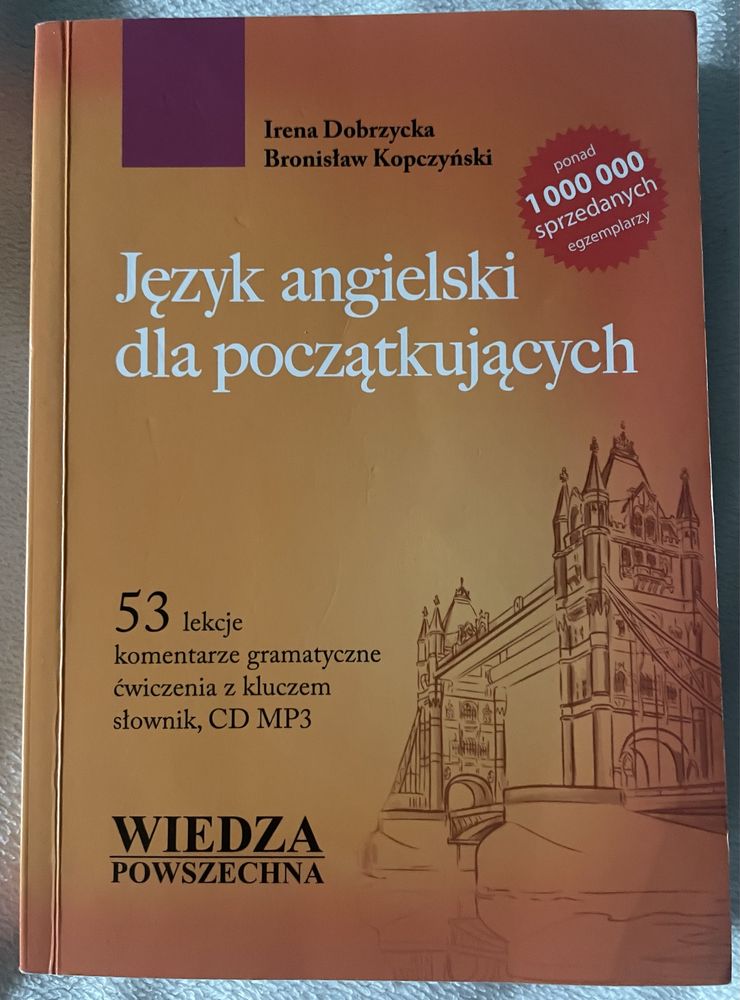 Irena Dobrzycka
Bronisław Kopczyński
ponad
1 000 000
sprzedanych
egzemplarzy
Język angielski
dla początkujących
53 lekcje
komentarze gramatyczne
ćwiczenia z kluczem
słownik, CD MP3
WIEDZA
POWSZECHNA